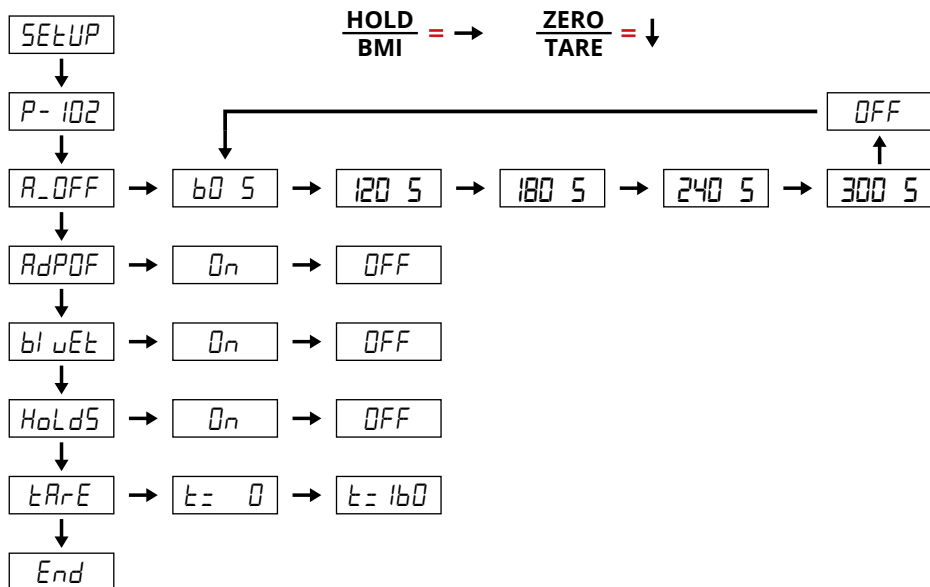 SEtUP
HOLD
BMI
= →
ZERO
TARE
= ↓
P-102
OFF
A_OFF
60 S
120 S
180 S
240 S
300 S
AdPOF
On
OFF
bluEt
On
OFF
HoLdS
On
OFF
tArE
t= 0
t=160
End